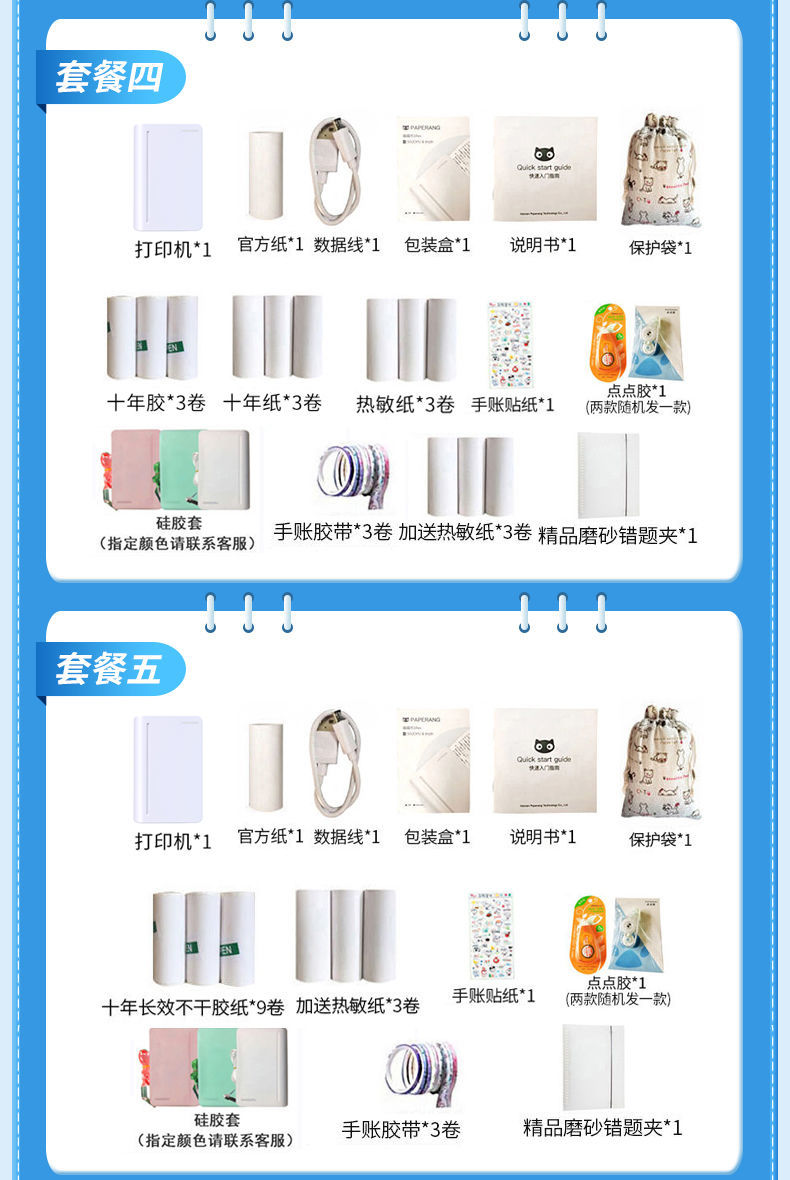 套餐四
PAPERANG
Quick start guide
快速入门指南
打印机*1
官方纸*1
数据线*1
包装盒*1
说明书*1
保护袋*1
十年胶*3卷
十年纸*3卷
热敏纸*3卷
手账贴纸*1
点点胶*1
(两款随机发一款)
硅胶套
（指定颜色请联系客服）
手账胶带*3卷
加送热敏纸*3卷
精品磨砂错题夹*1
套餐五
PAPERANG
Quick start guide
快速入门指南
打印机*1
官方纸*1
数据线*1
包装盒*1
说明书*1
保护袋*1
十年长效不干胶纸*9卷
加送热敏纸*3卷
手账贴纸*1
点点胶*1
(两款随机发一款)
硅胶套
（指定颜色请联系客服）
手账胶带*3卷
精品磨砂错题夹*1